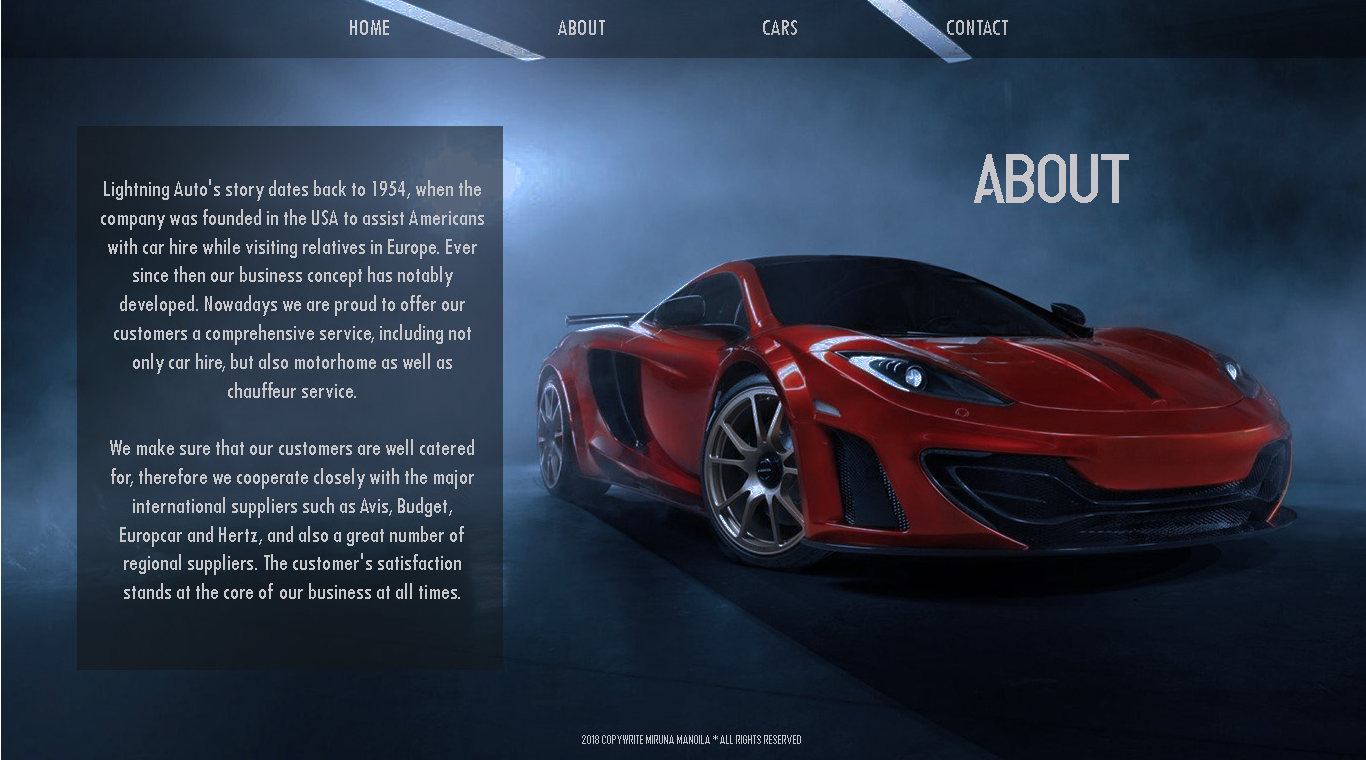 HOME ABOUT CARS CONTACT
ABOUT
Lightning Auto's story dates back to 1954, when the
company was founded in the USA to assist Americans
with car hire while visiting relatives in Europe. Ever
since then our business concept has notably
developed. Nowadays we are proud to offer our
customers a comprehensive service, including not
only car hire, but also motorhome as well as
chauffeur service.
We make sure that our customers are well catered
for, therefore we cooperate closely with the major
international suppliers such as Avis, Budget,
Europcar and Hertz, and also a great number of
regional suppliers. The customer's satisfaction
stands at the core of our business at all times.
2018 COPYWRITE MIRUNA MANOILA * ALL RIGHTS RESERVED